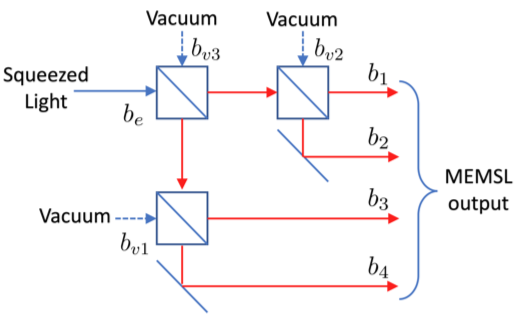 Vacuum
Vacuum
b_{v3}
b_{v2}
Squeezed
Light
b_e
b_1
b_2
MEMSL
output
Vacuum
b_{v1}
b_3
b_4